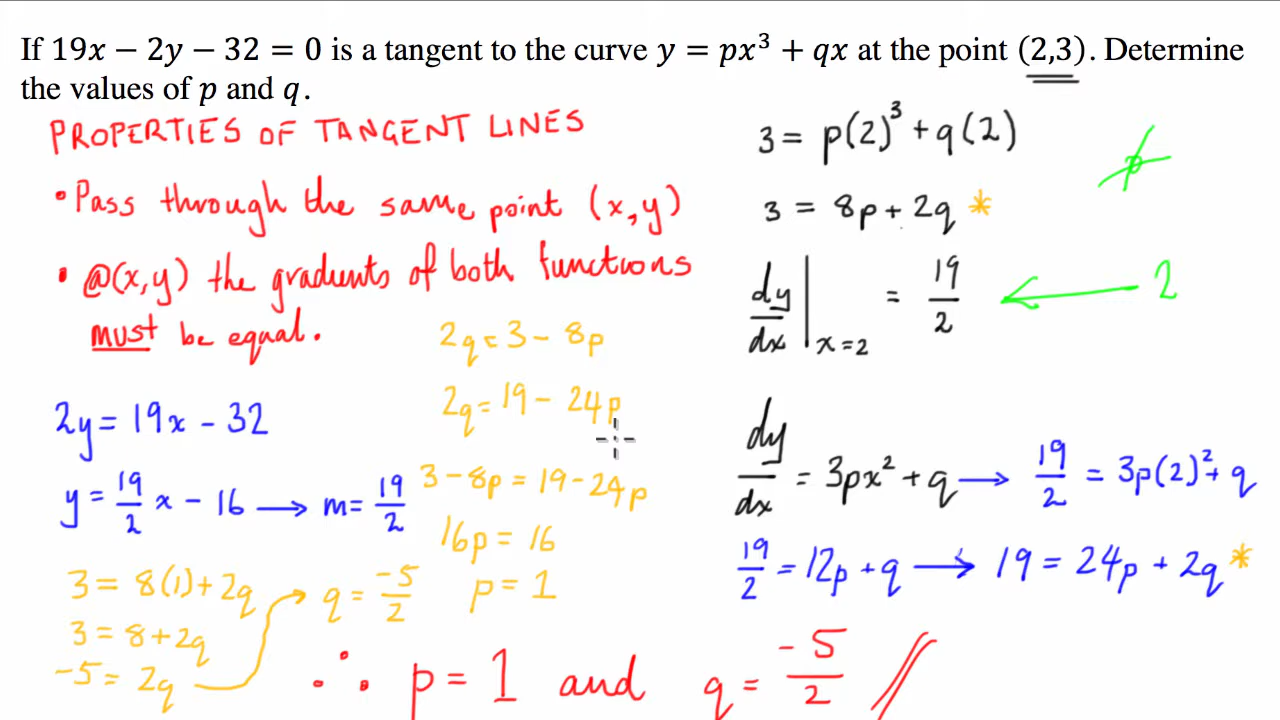 If 19x − 2y − 32 = 0 is a tangent to the curve y = px³ + qx at the point (2,3). Determine
the values of p and q.
PROPERTIES OF TANGENT LINES
• Pass through the same point (x,y)
• @(x,y) the gradients of both functions
must be equal.
2y = 19x - 32
y = 19/2 x - 16 → m = 19/2
2q = 3 - 8p
2q = 19 - 24p
3 - 8p = 19 - 24p
16p = 16
p = 1
3 = 8(1) + 2q
3 = 8 + 2q
-5 = 2q
q = -5/2
3 = p(2)³ + q(2)
3 = 8p + 2q *
dy/dx | x=2 = 19/2 ← 2
p
dy/dx = 3px² + q → 19/2 = 3p(2)² + q
19/2 = 12p + q → 19 = 24p + 2q *
∴ p = 1 and q = -5/2 //